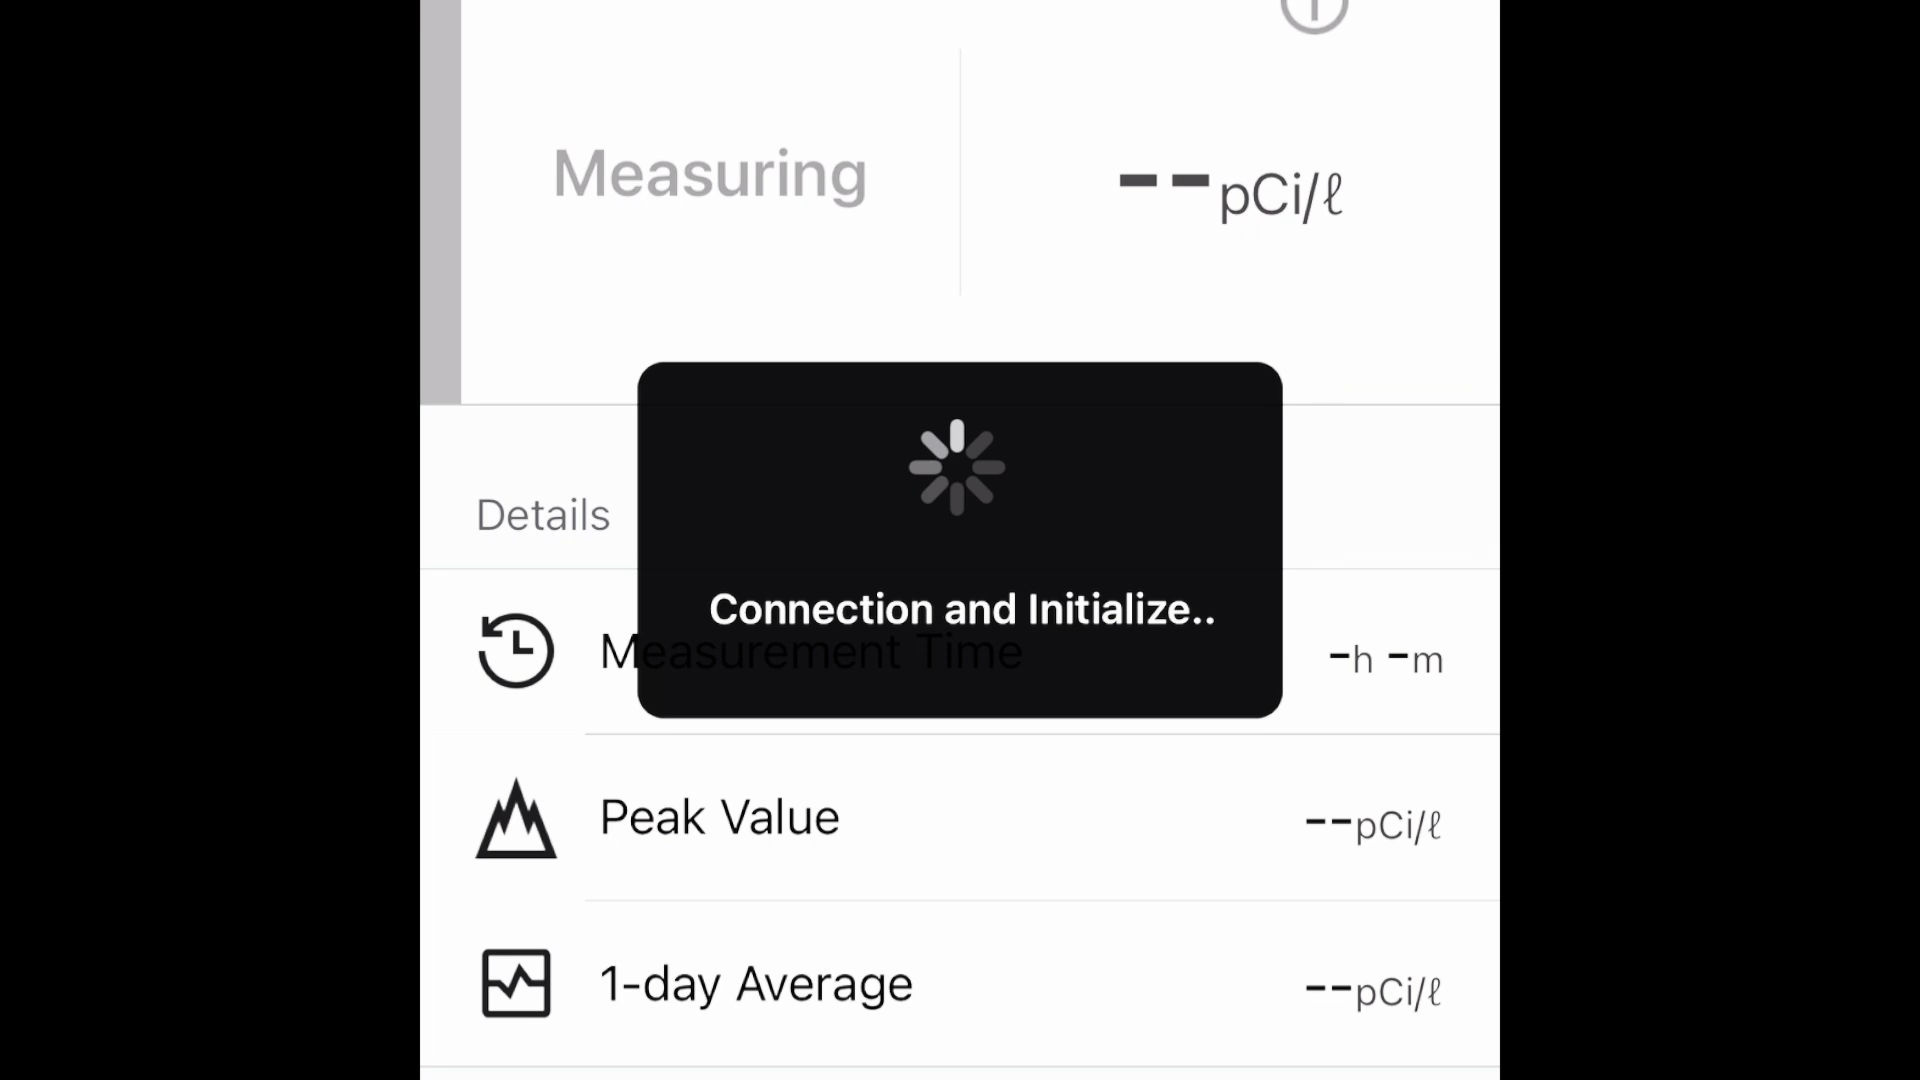 Measuring
--pCi/ℓ
Connection and Initialize..
Details
Measurement Time
-h -m
Peak Value
--pCi/ℓ
1-day Average
--pCi/ℓ